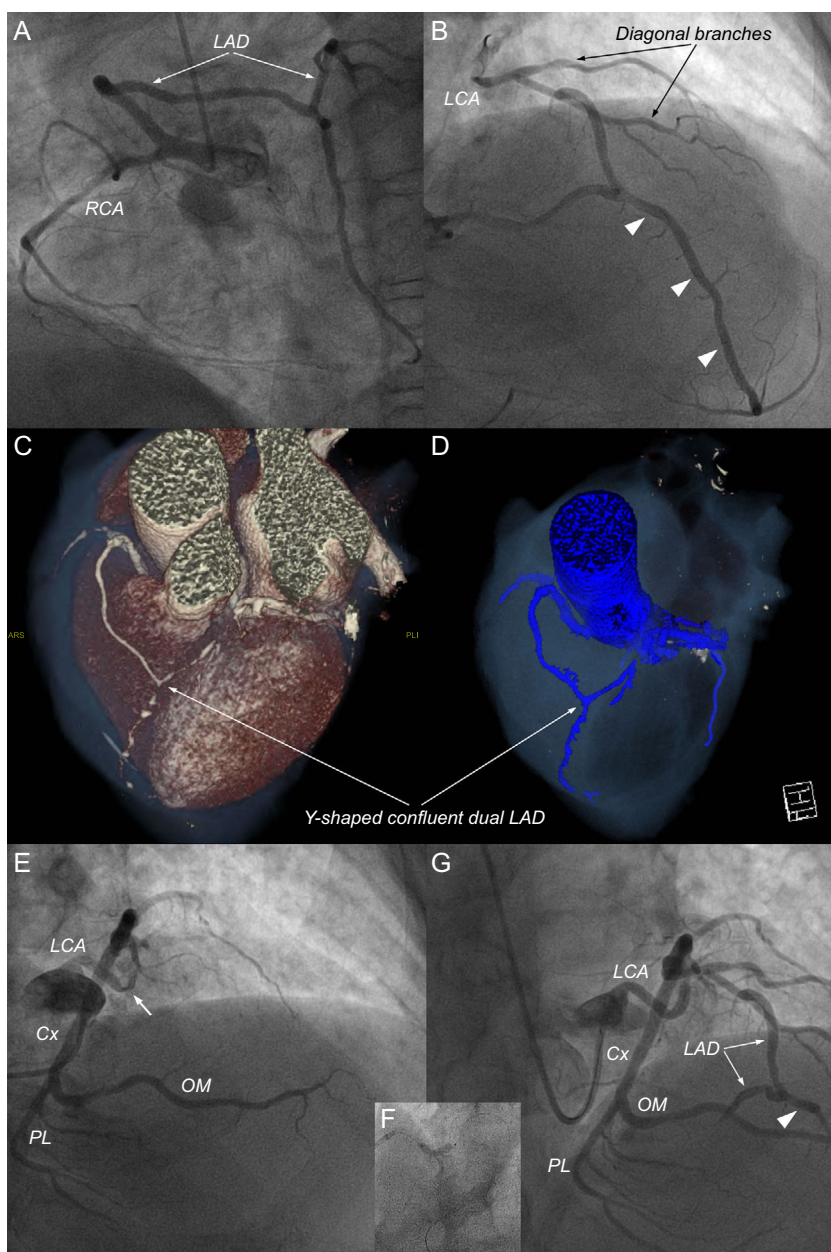 A
LAD
RCA
B
Diagonal branches
LCA
C
D
ARS
PLI
Y-shaped confluent dual LAD
H
E
LCA
Cx
OM
PL
F
G
LCA
Cx
LAD
OM
PL